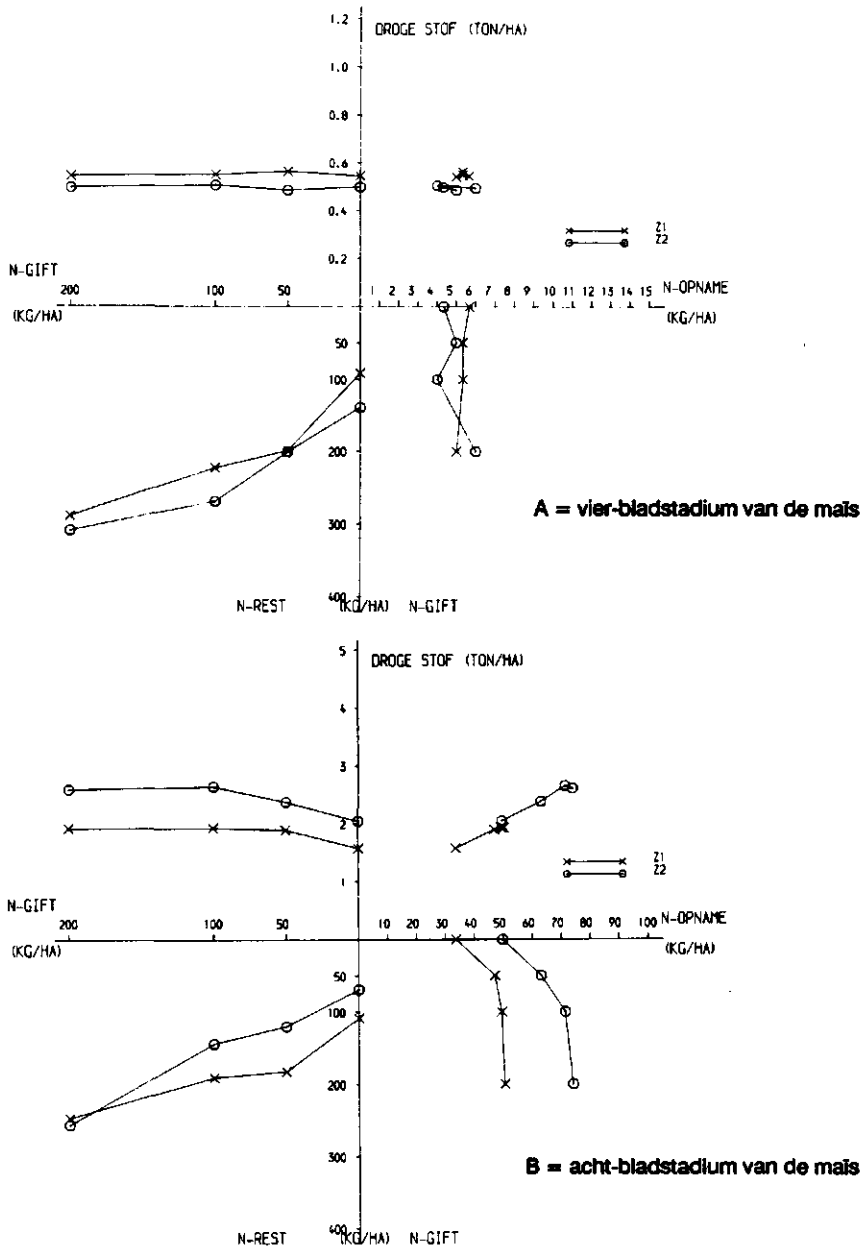 1.2
DROGE STOF (TON/HA)
1.0
0.8
0.6
0.4
Z1
Z2
0.2
N-GIFT
200 100 50 1 2 3 4 5 6 7 8 9 10 11 12 13 14 15 N-OPNAME
(KG/HA) (KG/HA)
50
100
200
A = vier-bladstadium van de maïs
300
400
N-REST (KG/HA) N-GIFT
5
DROGE STOF (TON/HA)
4
3
2
Z1
Z2
1
N-GIFT
200 100 50 10 20 30 40 50 60 70 80 90 100 N-OPNAME
(KG/HA) (KG/HA)
50
100
200
B = acht-bladstadium van de maïs
300
400
N-REST (KG/HA) N-GIFT